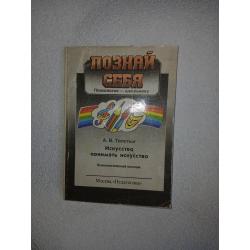 ПОЗНАЙ
СЕБЯ
Психология — школьнику
А. В. Толстых
Искусство
понимать искусство
Москва «Педагогика»